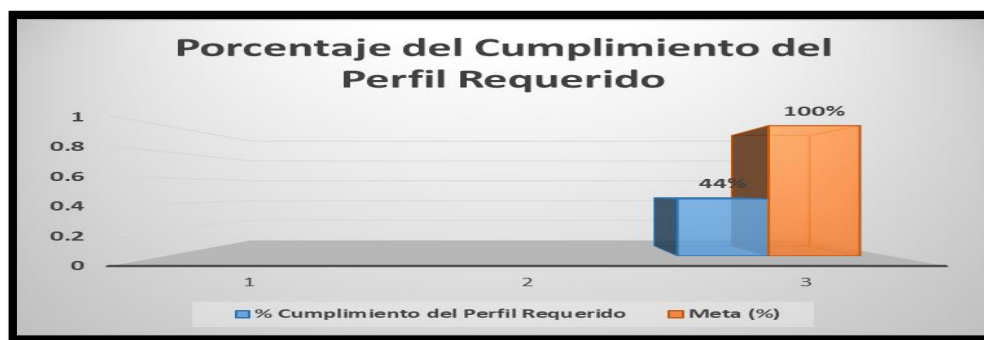 Porcentaje del Cumplimiento del
Perfil Requerido
100%
1
0.8
44%
0.6
0.4
0.2
0
1 2 3
% Cumplimiento del Perfil Requerido Meta (%)